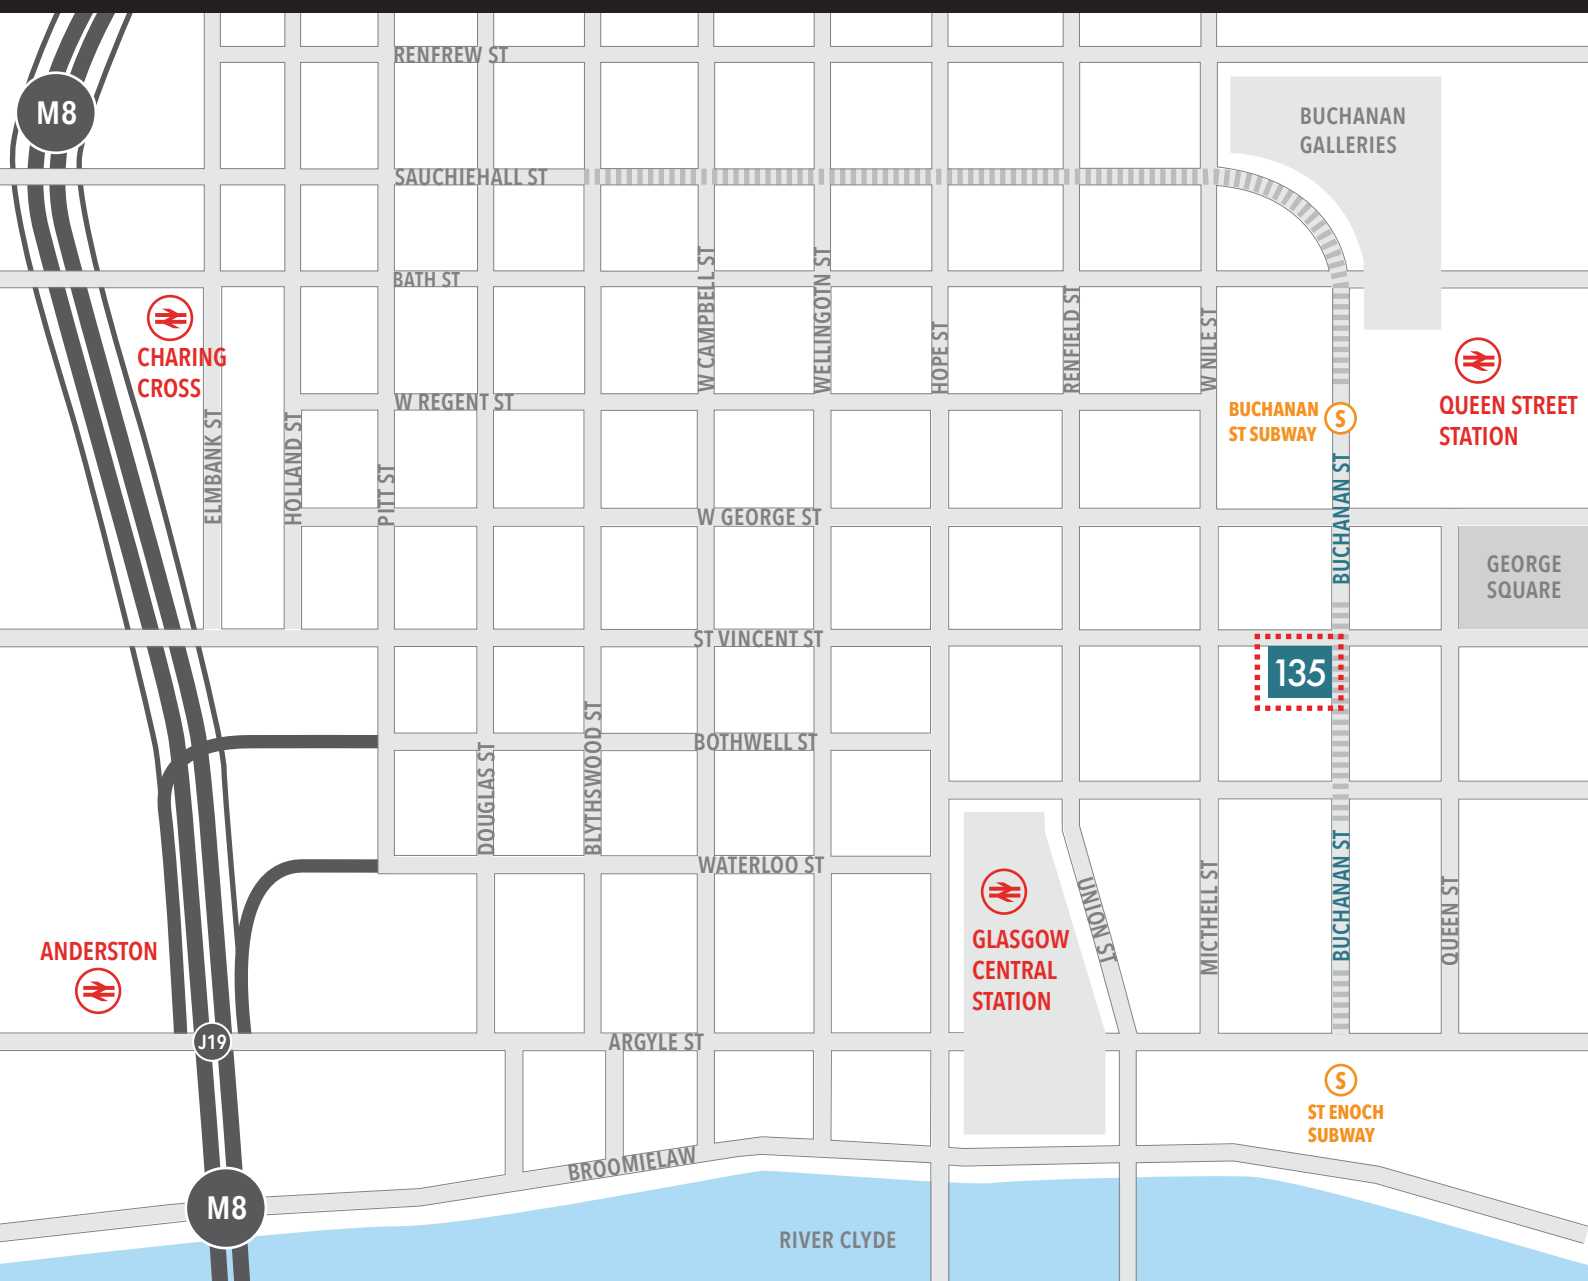 RENFREW ST
M8
BUCHANAN
GALLERIES
SAUCHIEHALL ST
BATH ST
W CAMPBELL ST
WELLINGOTN ST
HOPE ST
RENFIELD ST
W NILE ST
CHARING
CROSS
QUEEN STREET
STATION
W REGENT ST
BUCHANAN
ST SUBWAY
S
ELMBANK ST
HOLLAND ST
PITT ST
BUCHANAN ST
W GEORGE ST
GEORGE
SQUARE
ST VINCENT ST
135
BOTHWELL ST
DOUGLAS ST
BLYTHSWOOD ST
WATERLOO ST
BUCHANAN ST
UNION ST
MICTHELL ST
QUEEN ST
ANDERSTON
GLASGOW
CENTRAL
STATION
J19
ARGYLE ST
S
ST ENOCH
SUBWAY
BROOMIELAW
M8
RIVER CLYDE